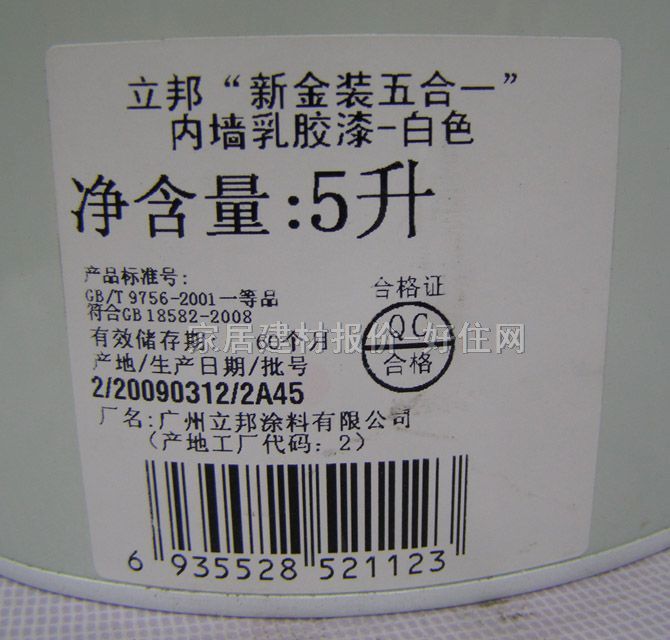 立邦“新金装五合一”
内墙乳胶漆-白色
净含量:5升
产品标准号:
GB/T 9756-2001一等品
符合GB 18582-2008
有效储存期: 60个月
产地/生产日期/批号
2/20090312/2A45
合格证
QC
合格
厂名:广州立邦涂料有限公司
(产地工厂代码: 2)
6 935528 521123
家居建材报价-好住网